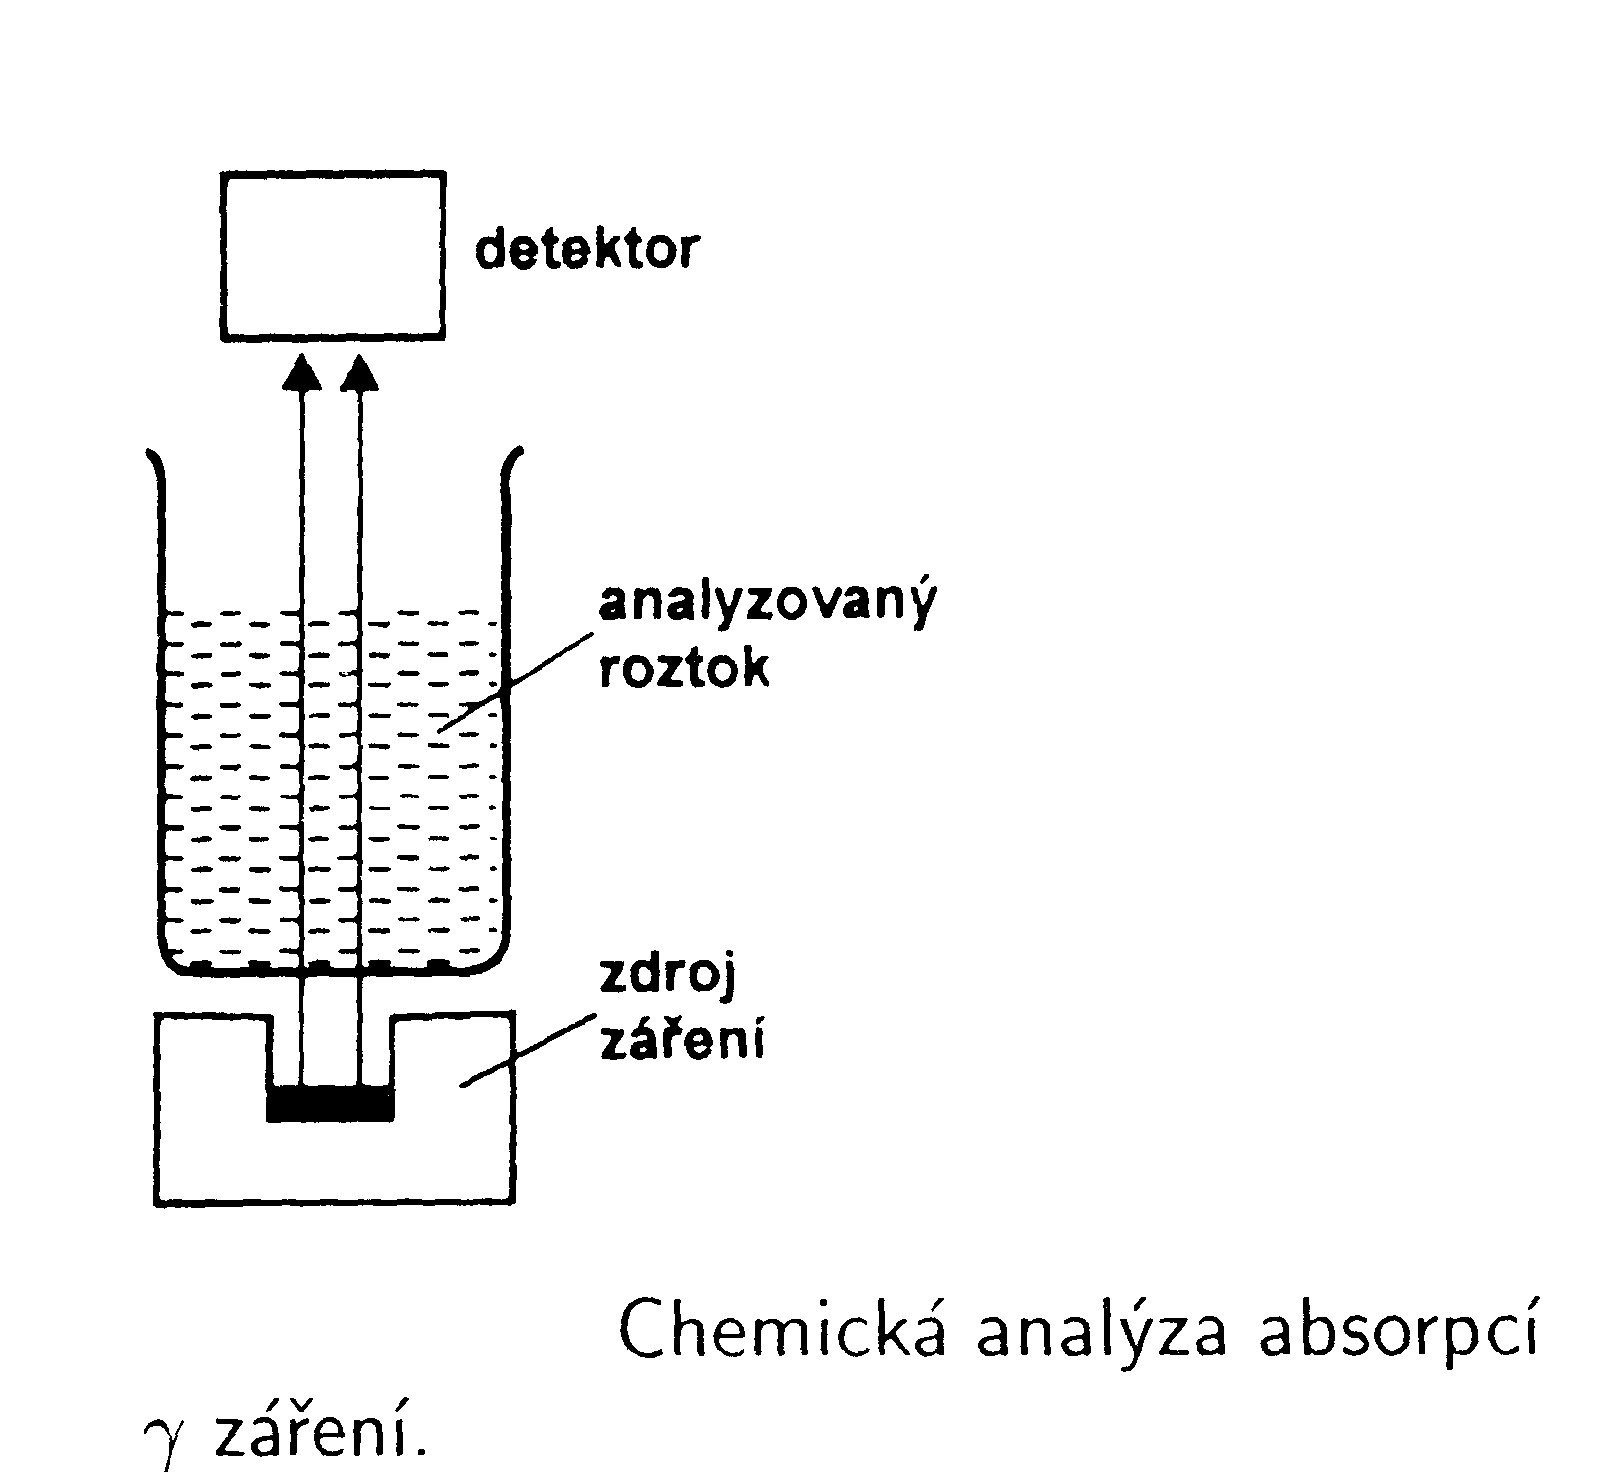 detektor
analyzovaný
roztok
zdroj
záření
Chemická analýza absorpcí
γ záření.